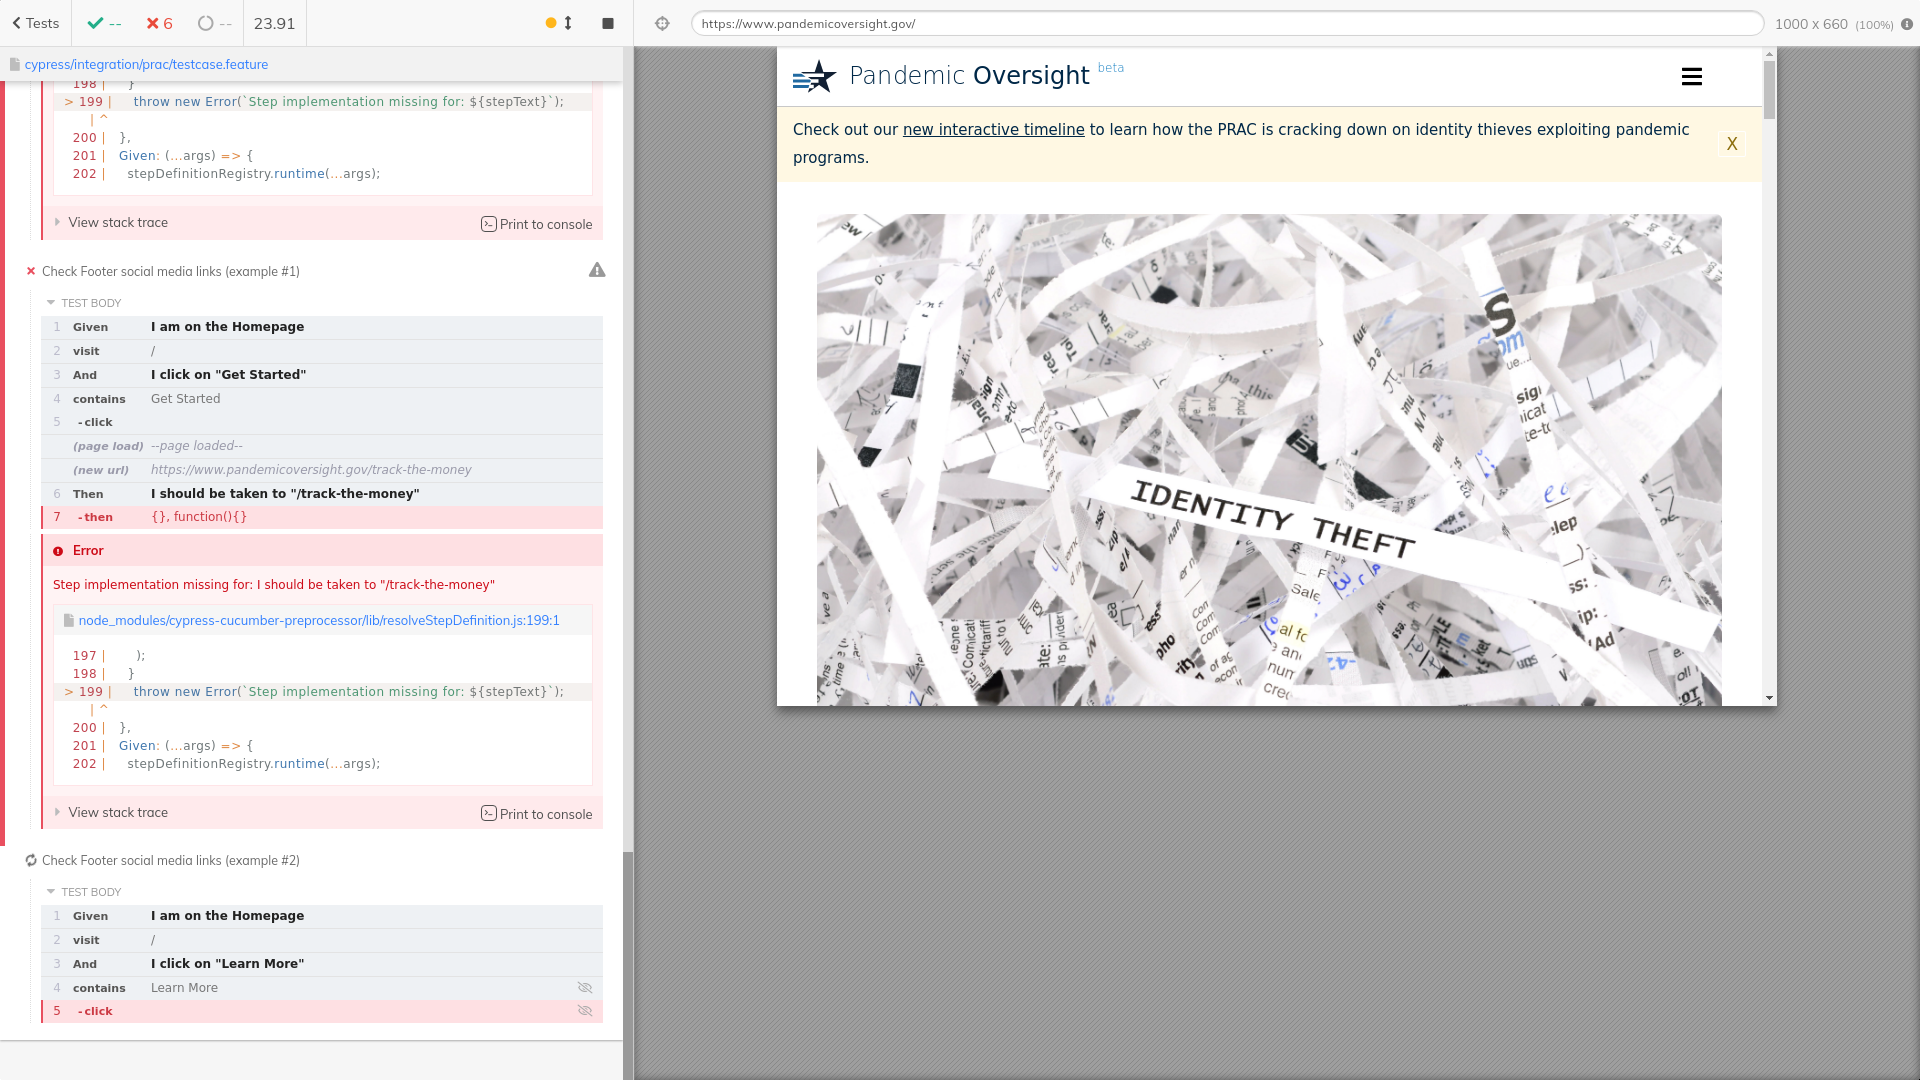 Tests
--
6
--
23.91
https://www.pandemicoversight.gov/
1000 x 660 (100%)
cypress/integration/prac/testcase.feature
198 | }
> 199 | throw new Error(`Step implementation missing for: ${stepText}`);
| ^
200 | },
201 | Given: (...args) => {
202 | stepDefinitionRegistry.runtime(...args);
View stack trace
Print to console
Check Footer social media links (example #1)
TEST BODY
1 Given I am on the Homepage
2 visit /
3 And I click on "Get Started"
4 contains Get Started
5 - click
(page load) --page loaded--
(new url) https://www.pandemicoversight.gov/track-the-money
6 Then I should be taken to "/track-the-money"
7 - then {}, function(){}
Error
Step implementation missing for: I should be taken to "/track-the-money"
node_modules/cypress-cucumber-preprocessor/lib/resolveStepDefinition.js:199:1
197 | );
198 | }
> 199 | throw new Error(`Step implementation missing for: ${stepText}`);
| ^
200 | },
201 | Given: (...args) => {
202 | stepDefinitionRegistry.runtime(...args);
View stack trace
Print to console
Check Footer social media links (example #2)
TEST BODY
1 Given I am on the Homepage
2 visit /
3 And I click on "Learn More"
4 contains Learn More
5 - click
Pandemic Oversight beta
Check out our new interactive timeline to learn how the PRAC is cracking down on identity thieves exploiting pandemic
programs.
X
IDENTITY THEFT